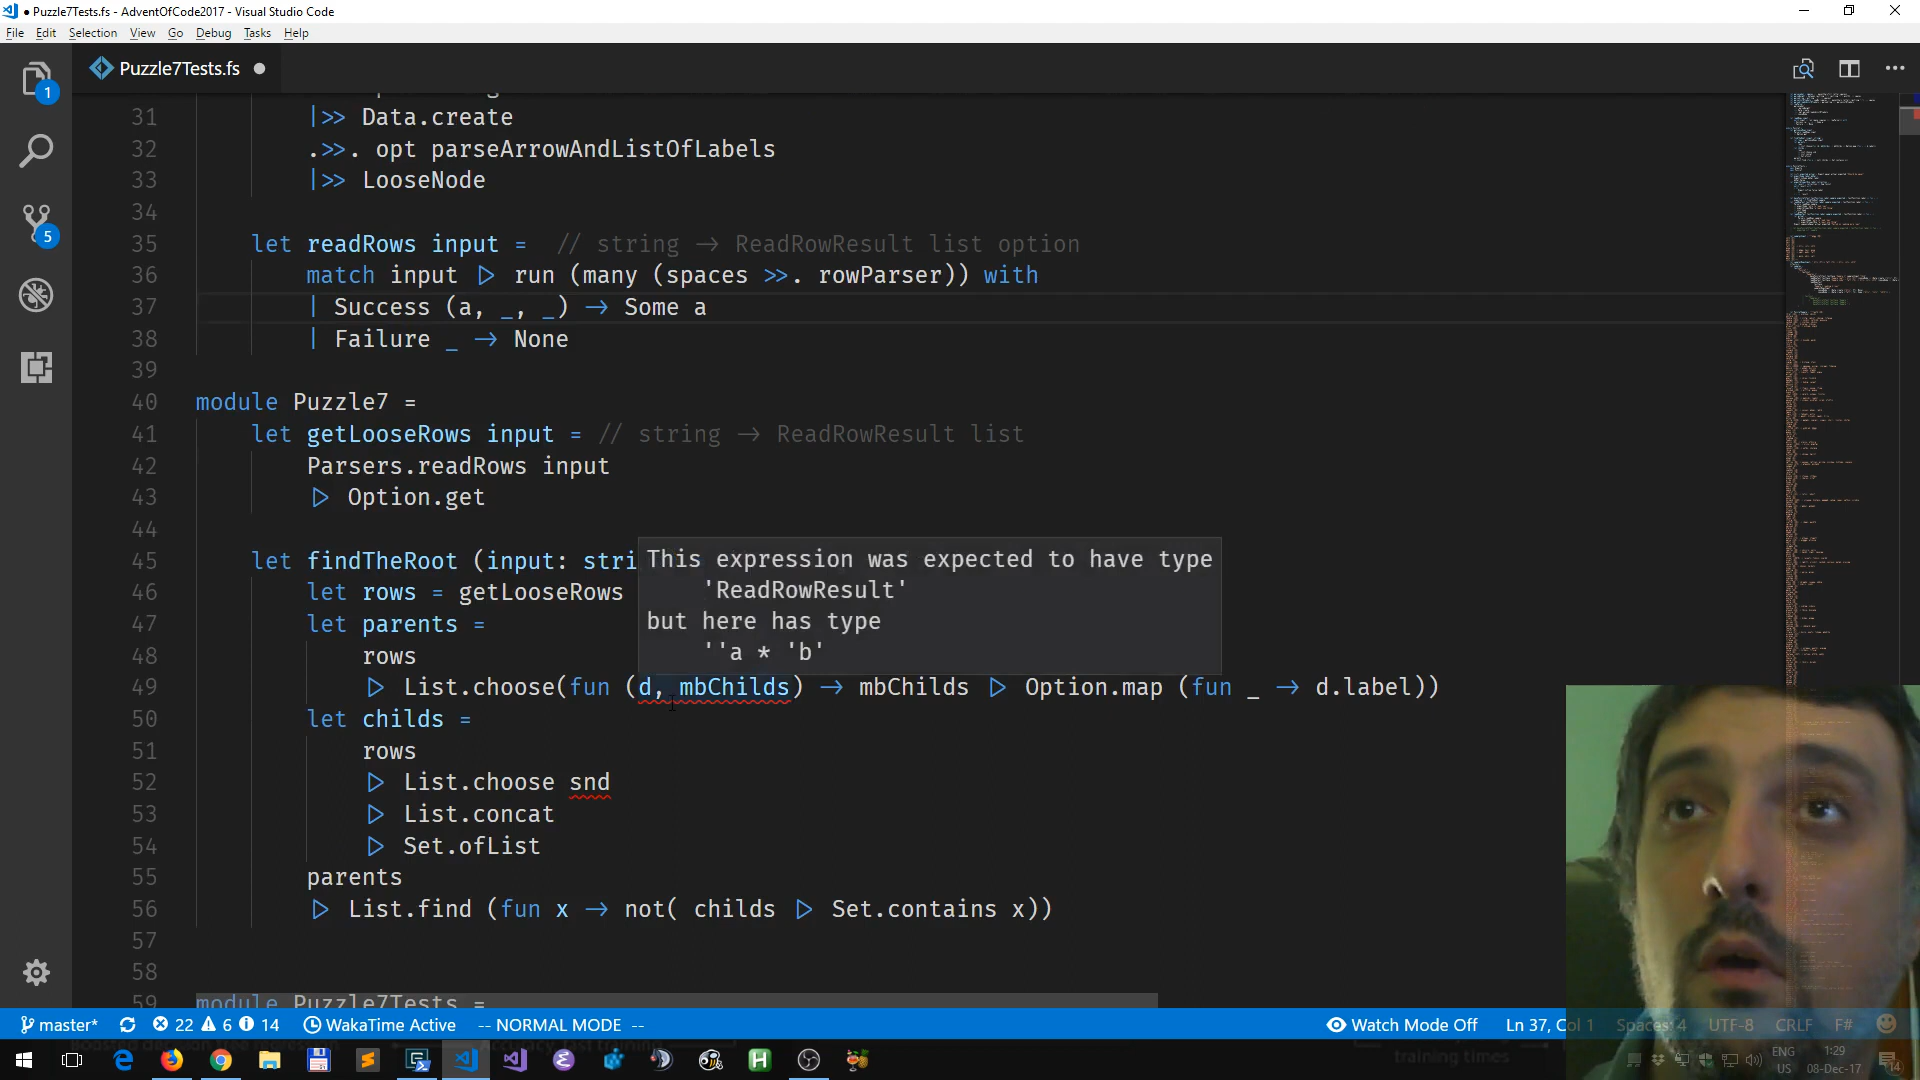 Puzzle7Tests.fs - AdventOfCode2017 - Visual Studio Code
File Edit Selection View Go Debug Tasks Help
1
Puzzle7Tests.fs
31 |>> Data.create
32 .>>. opt parseArrowAndListOfLabels
33 |>> LooseNode
34
35 let readRows input = // string -> ReadRowResult list option
36 match input |> run (many (spaces >>. rowParser)) with
37 | Success (a, _, _) -> Some a
38 | Failure _ -> None
39
40 module Puzzle7 =
41 let getLooseRows input = // string -> ReadRowResult list
42 Parsers.readRows input
43 |> Option.get
44
45 let findTheRoot (input: stri
This expression was expected to have type
'ReadRowResult'
but here has type
''a * 'b'
46 let rows = getLooseRows
47 let parents =
48 rows
49 |> List.choose(fun (d, mbChilds) -> mbChilds |> Option.map (fun _ -> d.label))
50 let childs =
51 rows
52 |> List.choose snd
53 |> List.concat
54 |> Set.ofList
55 parents
56 |> List.find (fun x -> not( childs |> Set.contains x))
57
58
59 module Puzzle7Tests =
5
master* 22 6 14 WakaTime Active -- NORMAL MODE -- Watch Mode Off Ln 37, Col 1 Spaces: 4 UTF-8 CRLF F#
training times
ENG
US
1:29
08-Dec-17
14